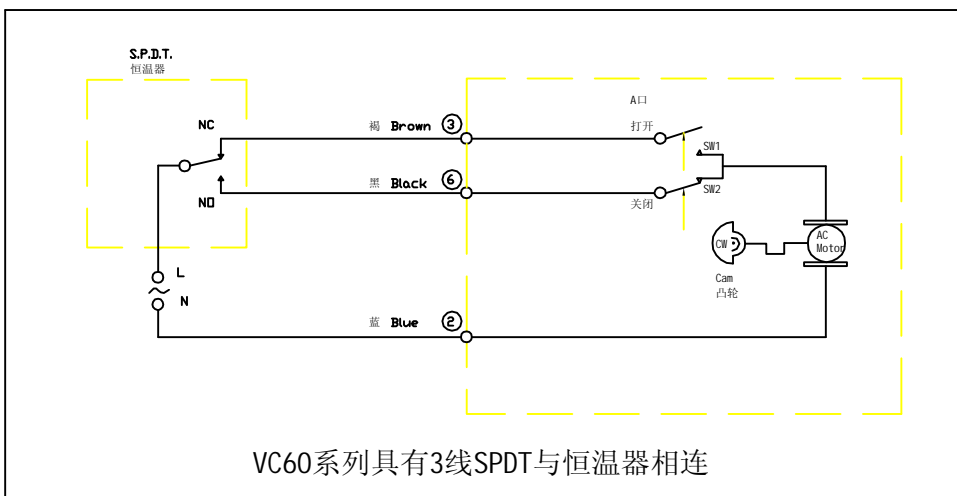 S.P.D.T.
恒温器
NC
NO
L
N
褐 Brown 3
黑 Black 6
蓝 Blue 2
A口
打开
SW1
SW2
关闭
CW
Cam
凸轮
AC
Motor
VC60系列具有3线SPDT与恒温器相连